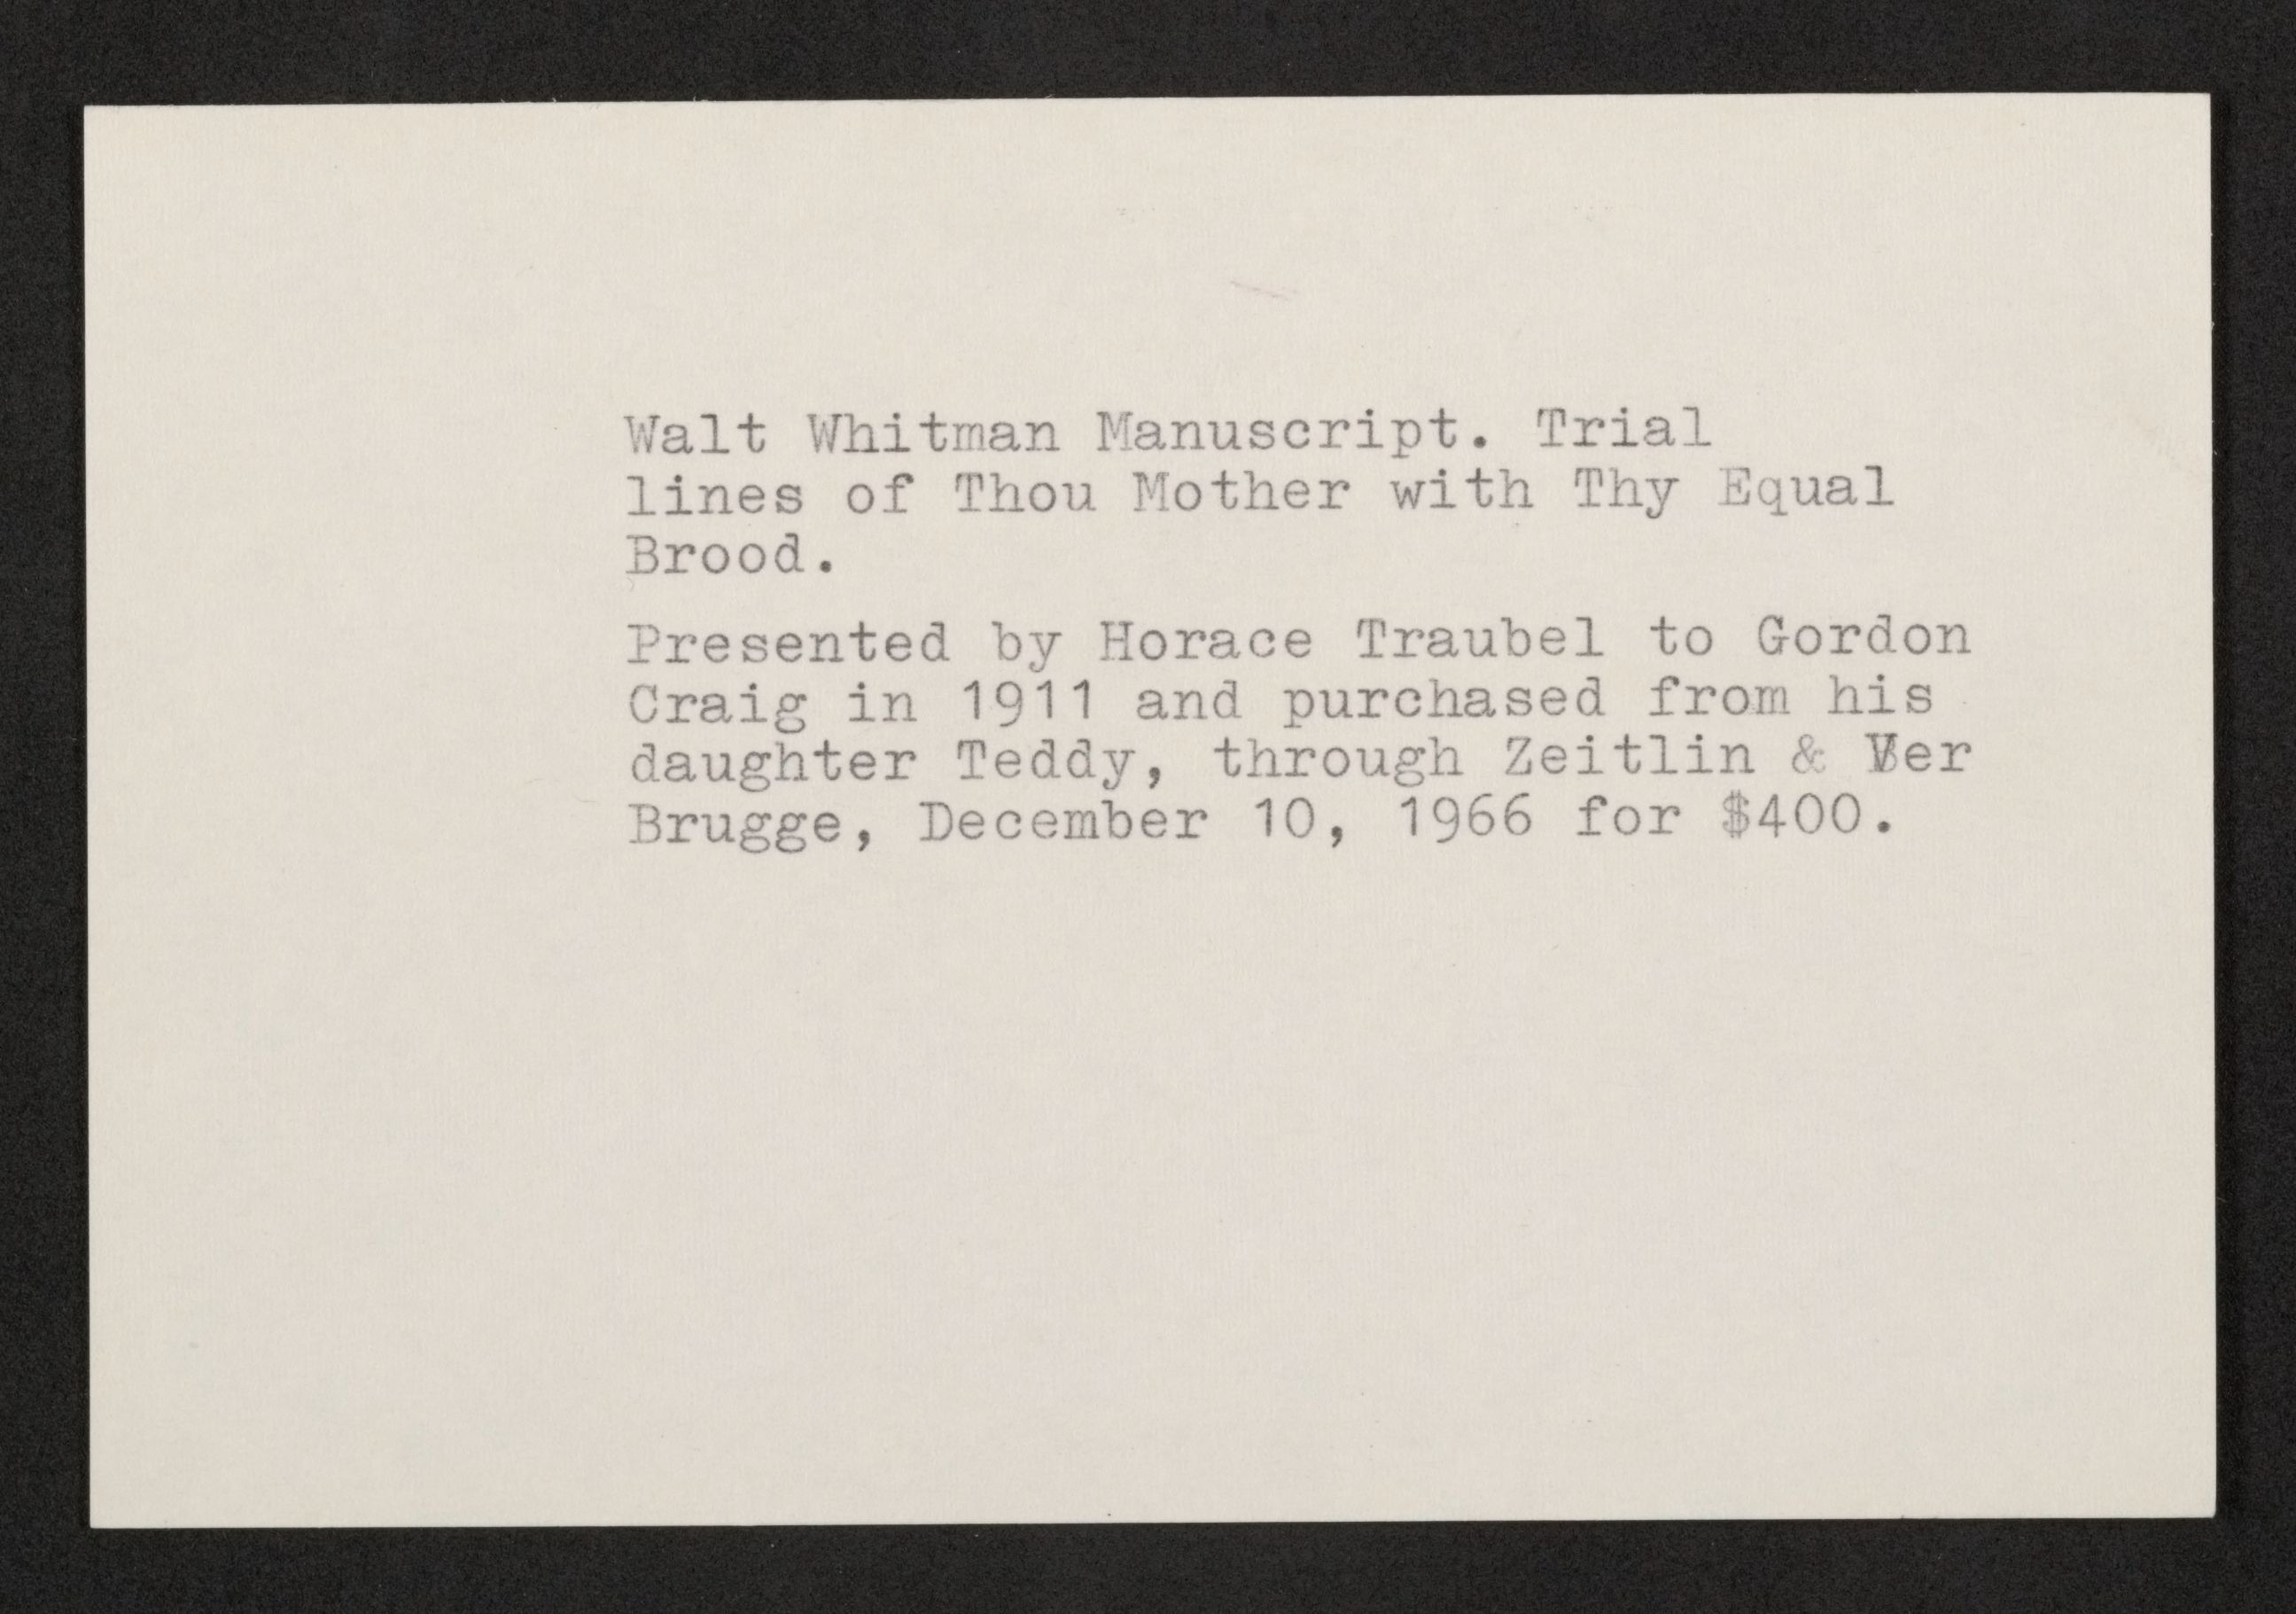 Walt Whitman Manuscript. Trial
lines of Thou Mother with Thy Equal
Brood.
Presented by Horace Traubel to Gordon
Craig in 1911 and purchased from his
daughter Teddy, through Zeitlin & Ver
Brugge, December 10, 1966 for $400.